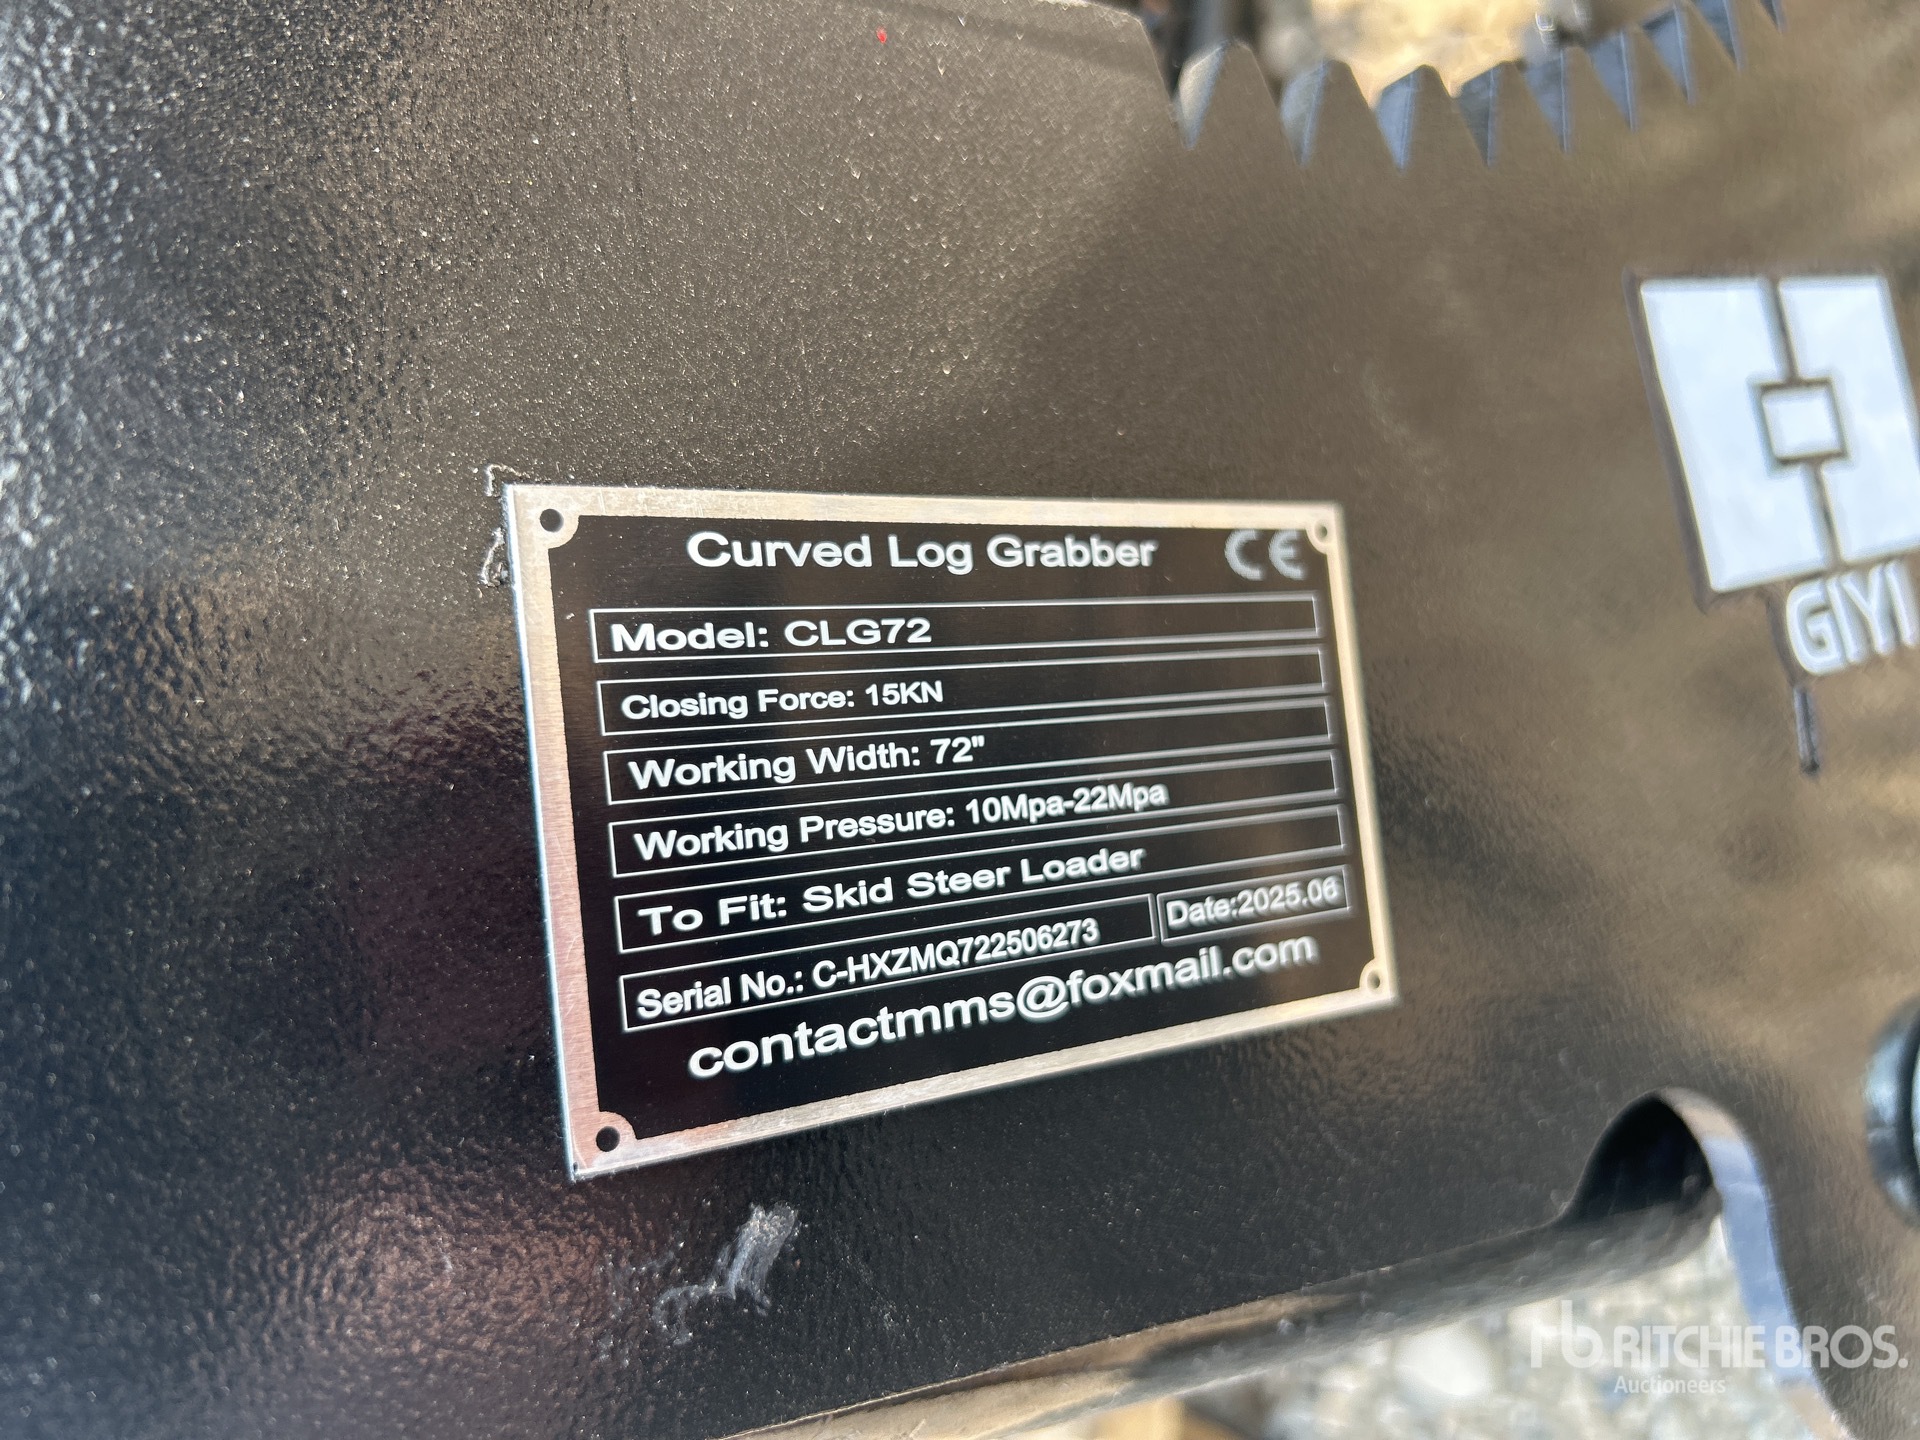 Curved Log Grabber CE
Model: CLG72
Closing Force: 15KN
Working Width: 72"
Working Pressure: 10Mpa-22Mpa
To Fit: Skid Steer Loader
Serial No.: C-HXZMQ722506273 Date:2025.06
contactmms@foxmail.com
GIYI
rb RITCHIE BROS.
Auctioneers